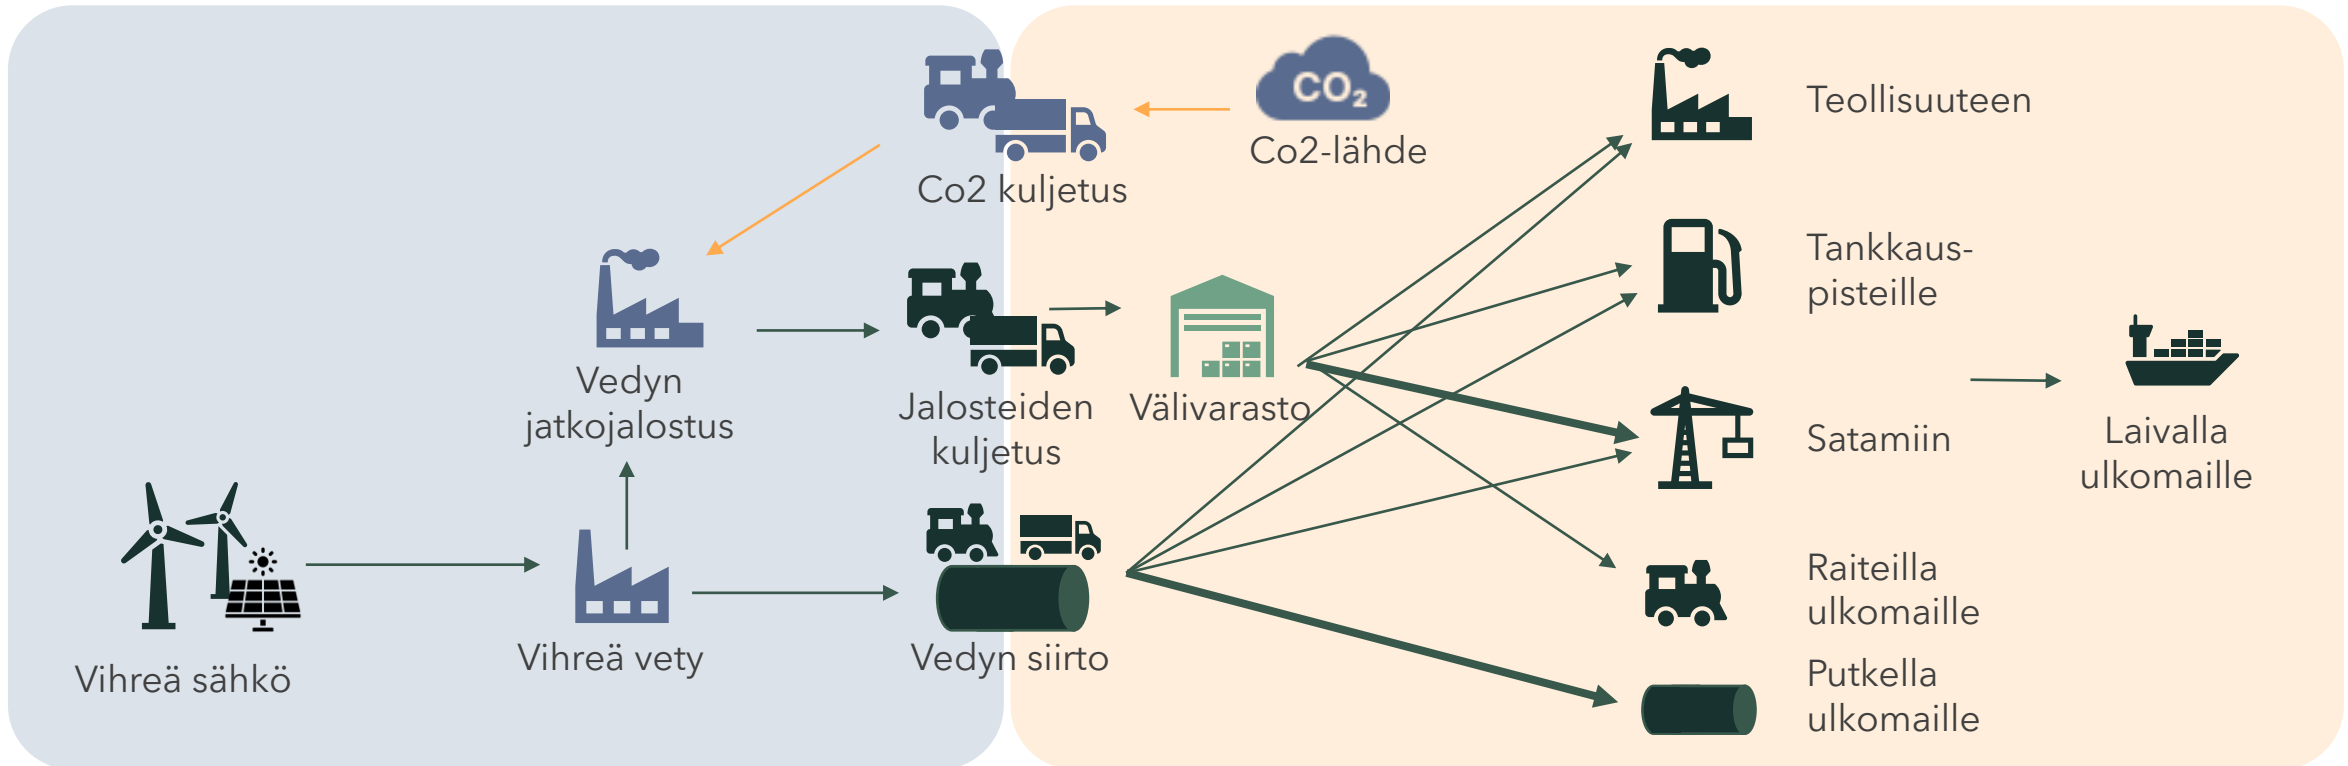 CO₂
Co2-lähde
Co2 kuljetus
Vedyn
jatkojalostus
Jalosteiden
kuljetus
Välivarasto
Vihreä sähkö
Vihreä vety
Vedyn siirto
Teollisuuteen
Tankkaus-
pisteille
Satamiin
Laivalla
ulkomaille
Raiteilla
ulkomaille
Putkella
ulkomaille